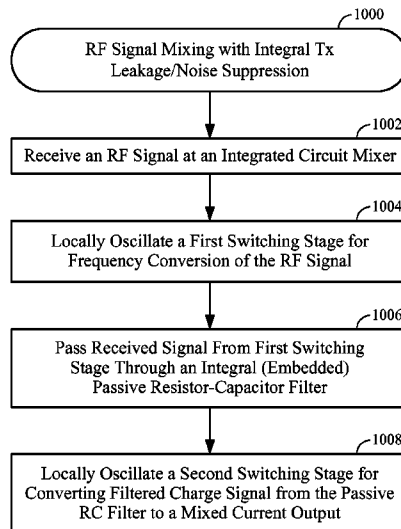 1000
RF Signal Mixing with Integral Tx
Leakage/Noise Suppression
1002
Receive an RF Signal at an Integrated Circuit Mixer
1004
Locally Oscillate a First Switching Stage for
Frequency Conversion of the RF Signal
1006
Pass Received Signal From First Switching
Stage Through an Integral (Embedded)
Passive Resistor-Capacitor Filter
1008
Locally Oscillate a Second Switching Stage for
Converting Filtered Charge Signal from the Passive
RC Filter to a Mixed Current Output